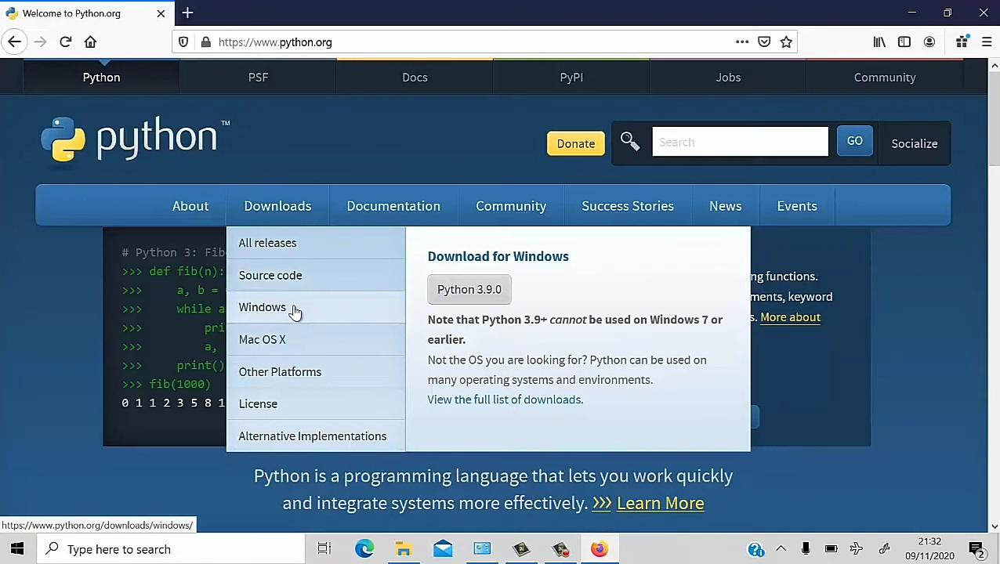 Welcome to Python.org
https://www.python.org
Python
PSF
Docs
PyPI
Jobs
Community
python™
Donate
Search
GO
Socialize
About
Downloads
Documentation
Community
Success Stories
News
Events
# Python 3: Fib
>>> def fib(n):
>>> a, b =
>>> while a
>>> pri
>>> a,
>>> print()
>>> fib(1000)
0 1 1 2 3 5 8 1
All releases
Source code
Windows
Mac OS X
Other Platforms
License
Alternative Implementations
Download for Windows
Python 3.9.0
Note that Python 3.9+ cannot be used on Windows 7 or
earlier.
Not the OS you are looking for? Python can be used on
many operating systems and environments.
View the full list of downloads.
ng functions.
ments, keyword
s. More about
Python is a programming language that lets you work quickly
and integrate systems more effectively. >>> Learn More
https://www.python.org/downloads/windows/
Type here to search
21:32
09/11/2020
2